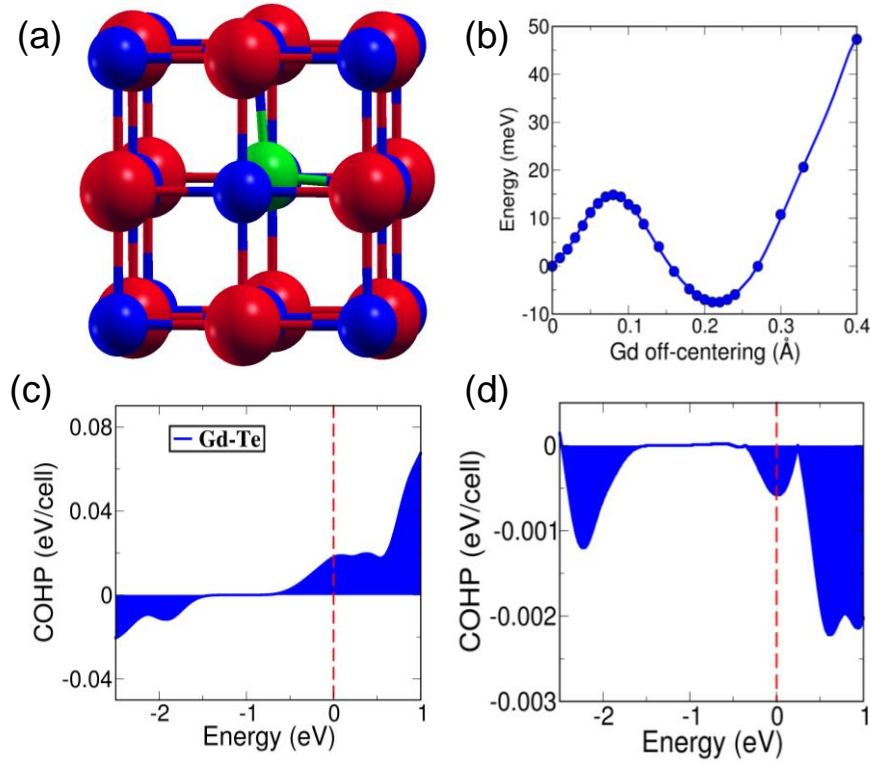 (a)
(b)
50
40
30
20
10
0
-10
Energy (meV)
0 0.1 0.2 0.3 0.4
Gd off-centering (Å)
(c)
0.08
0.04
0
-0.04
COHP (eV/cell)
Gd-Te
-2 -1 0 1
Energy (eV)
(d)
0
-0.001
-0.002
-0.003
COHP (eV/cell)
-2 -1 0 1
Energy (eV)